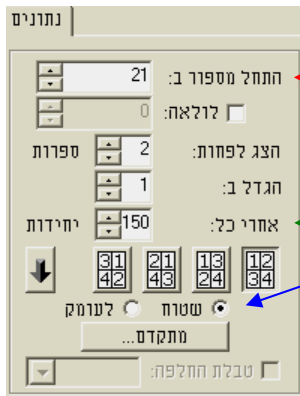 נתונים
התחל מספור ב: 21
לולאה: 0
הצג לפחות: 2 ספרות
הגדל ב: 1
אחרי כל: 150 יחידות
12 34 13 24 21 43 31 42
שטוח לעומק
מתקדם...
טבלת החלפה: